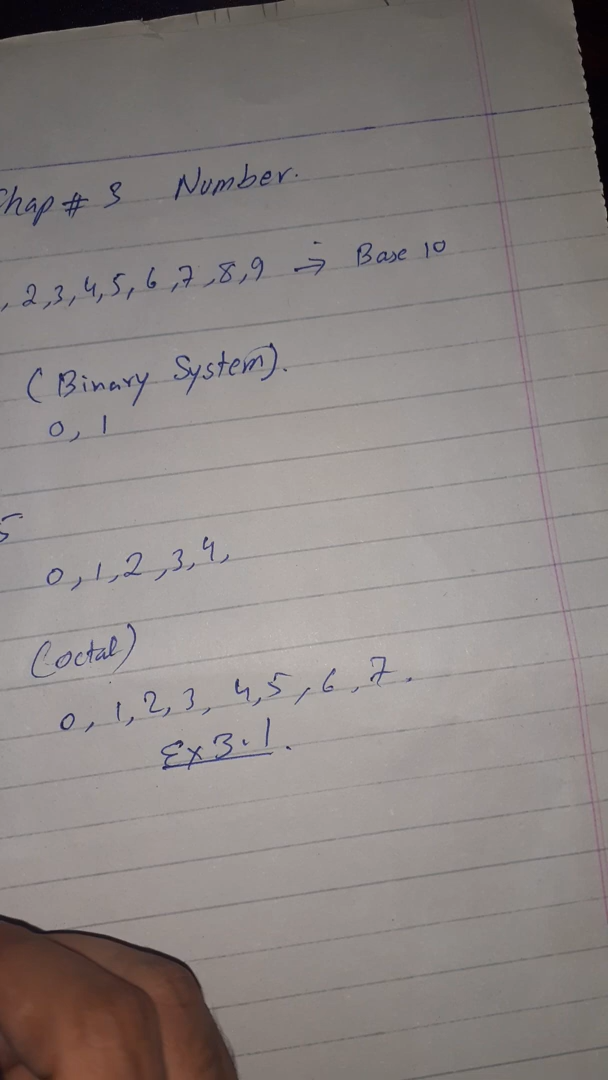 Chap # 3 Number.
, 2,3,4,5,6,7,8,9 ⇒ Base 10
(Binary System).
0, 1
5
0,1,2,3,4,
(octal)
0,1,2,3,4,5,6,7.
Ex 3.1.